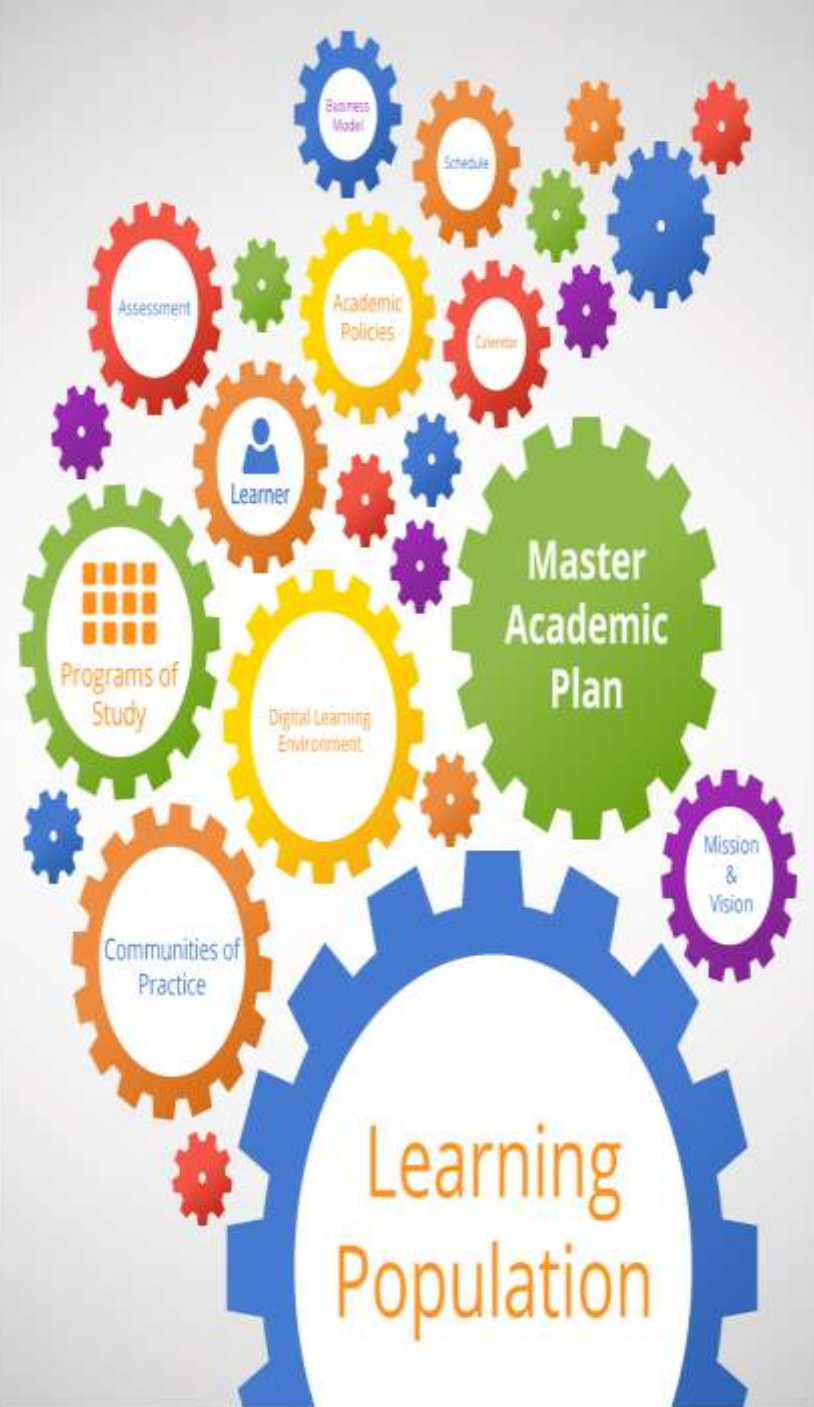 Business
Model
Schedule
Assessment
Academic
Policies
Calendar
Learner
Master
Academic
Plan
Programs of
Study
Digital Learning
Environment
Mission
&
Vision
Communities of
Practice
Learning
Population